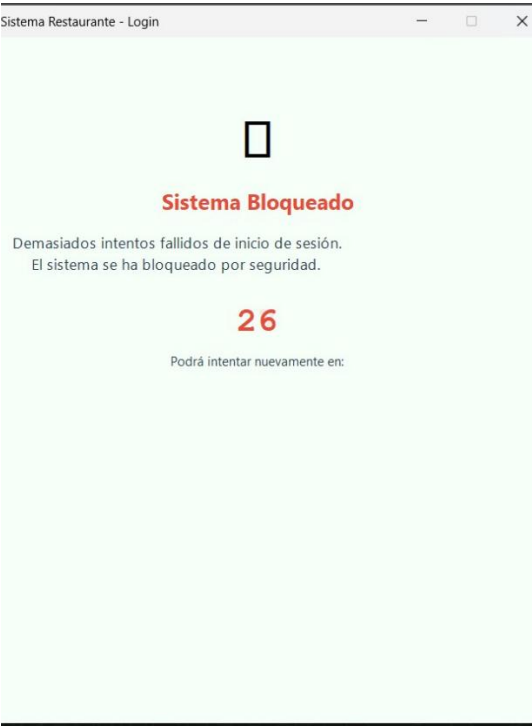 Sistema Restaurante - Login
Sistema Bloqueado
Demasiados intentos fallidos de inicio de sesión.
El sistema se ha bloqueado por seguridad.
26
Podrá intentar nuevamente en: